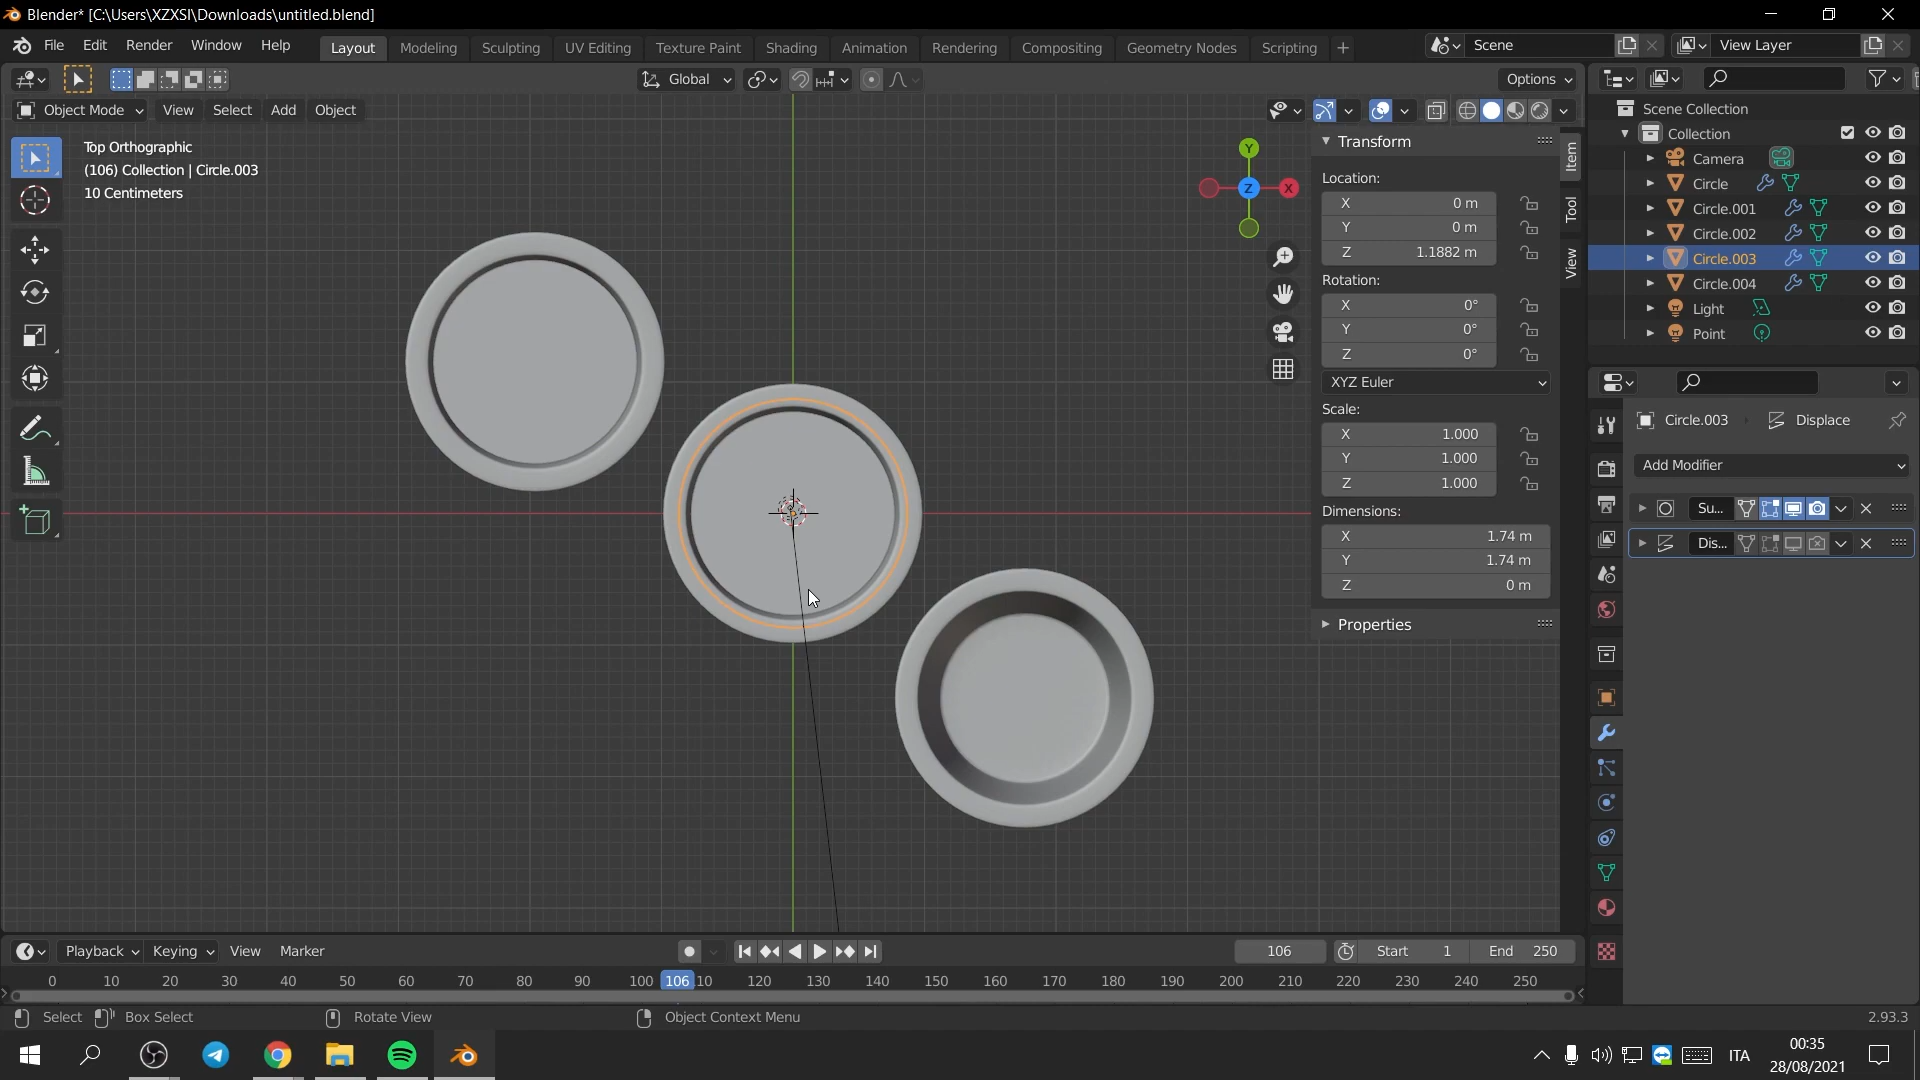 Blender* [C:\Users\XZXSI\Downloads\untitled.blend]
File Edit Render Window Help
Layout Modeling Sculpting UV Editing Texture Paint Shading Animation Rendering Compositing Geometry Nodes Scripting +
Scene
View Layer
Global
Options
Object Mode View Select Add Object
Top Orthographic
(106) Collection | Circle.003
10 Centimeters
Y
Z
X
Item
Tool
View
Transform
Location:
X 0 m
Y 0 m
Z 1.1882 m
Rotation:
X 0°
Y 0°
Z 0°
XYZ Euler
Scale:
X 1.000
Y 1.000
Z 1.000
Dimensions:
X 1.74 m
Y 1.74 m
Z 0 m
Properties
Scene Collection
Collection
Camera
Circle
Circle.001
Circle.002
Circle.003
Circle.004
Light
Point
Circle.003 Displace
Add Modifier
Su...
Dis...
Playback Keying View Marker
106
Start 1
End 250
0 10 20 30 40 50 60 70 80 90 100 106 10 120 130 140 150 160 170 180 190 200 210 220 230 240 250
Select Box Select Rotate View Object Context Menu 2.93.3
ITA
00:35
28/08/2021